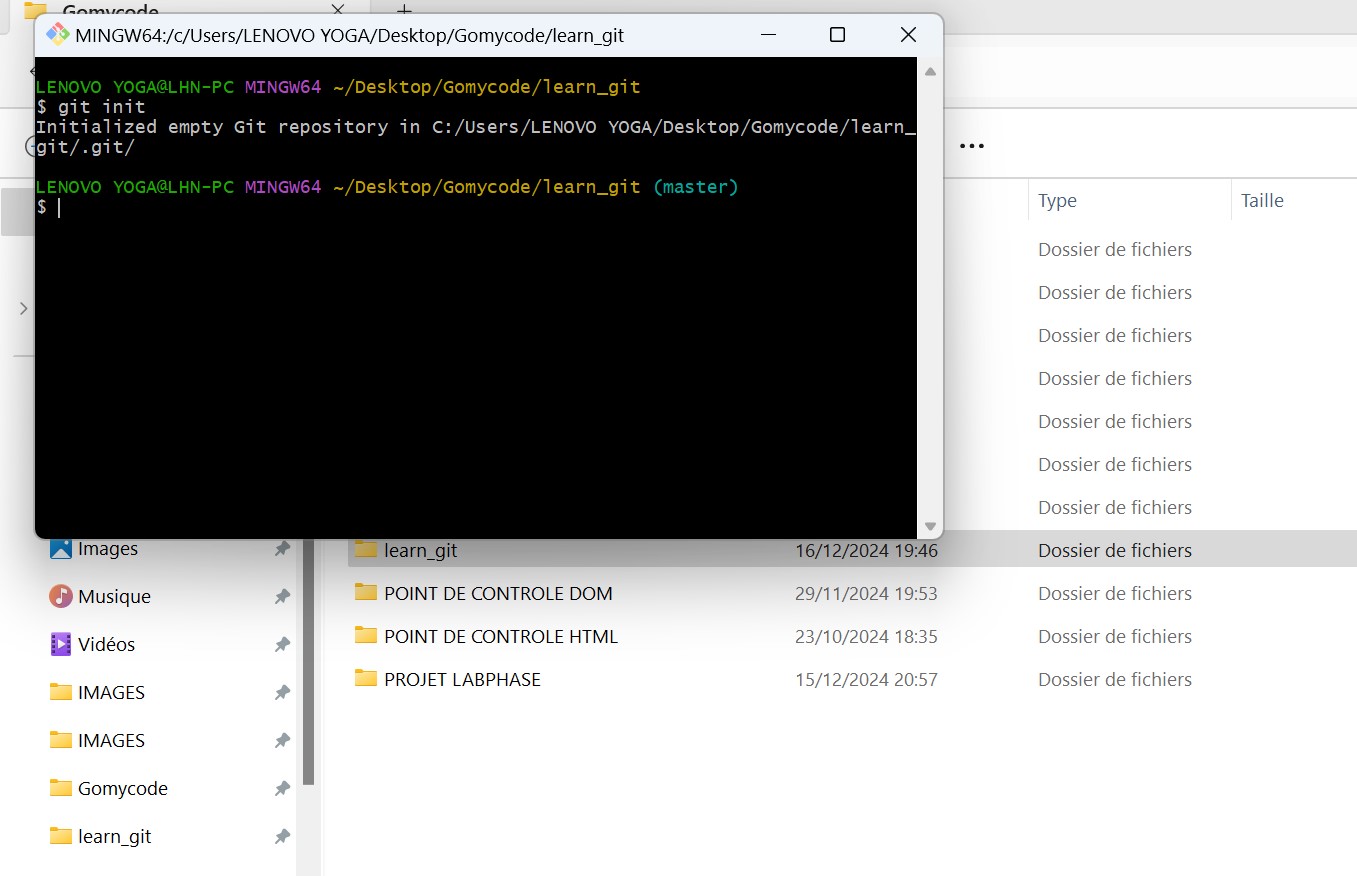 Gomycode
MINGW64:/c/Users/LENOVO YOGA/Desktop/Gomycode/learn_git
LENOVO YOGA@LHN-PC MINGW64 ~/Desktop/Gomycode/learn_git
$ git init
Initialized empty Git repository in C:/Users/LENOVO YOGA/Desktop/Gomycode/learn_
git/.git/
LENOVO YOGA@LHN-PC MINGW64 ~/Desktop/Gomycode/learn_git (master)
$
Type Taille
Dossier de fichiers
Dossier de fichiers
Dossier de fichiers
Dossier de fichiers
Dossier de fichiers
Dossier de fichiers
Dossier de fichiers
learn_git 16/12/2024 19:46 Dossier de fichiers
POINT DE CONTROLE DOM 29/11/2024 19:53 Dossier de fichiers
POINT DE CONTROLE HTML 23/10/2024 18:35 Dossier de fichiers
PROJET LABPHASE 15/12/2024 20:57 Dossier de fichiers
Images
Musique
Vidéos
IMAGES
IMAGES
Gomycode
learn_git